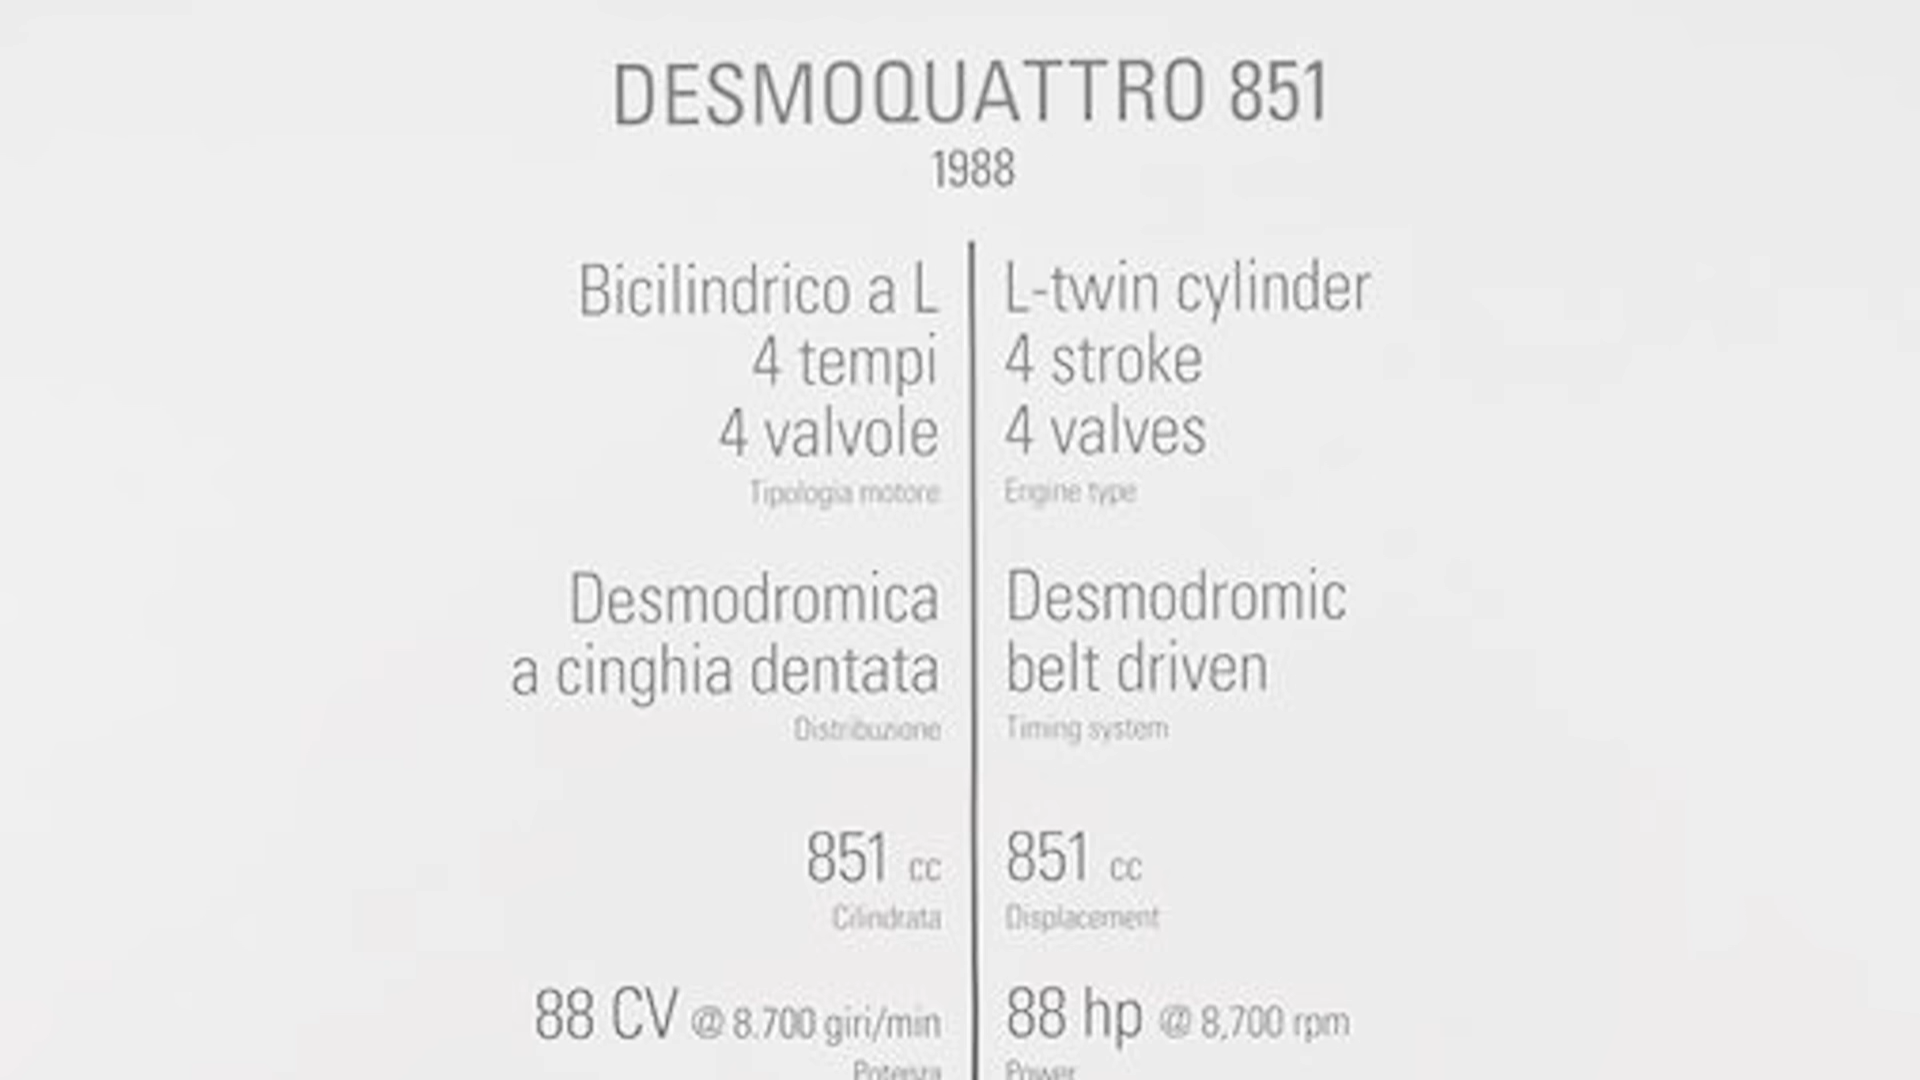 DESMOQUATTRO 851
1988
Bicilindrico a L
4 tempi
4 valvole
Tipologia motore
Desmodromica
a cinghia dentata
Distribuzione
851 cc
Cilindrata
88 CV @ 8.700 giri/min
Potenza
L-twin cylinder
4 stroke
4 valves
Engine type
Desmodromic
belt driven
Timing system
851 cc
Displacement
88 hp @ 8,700 rpm
Power